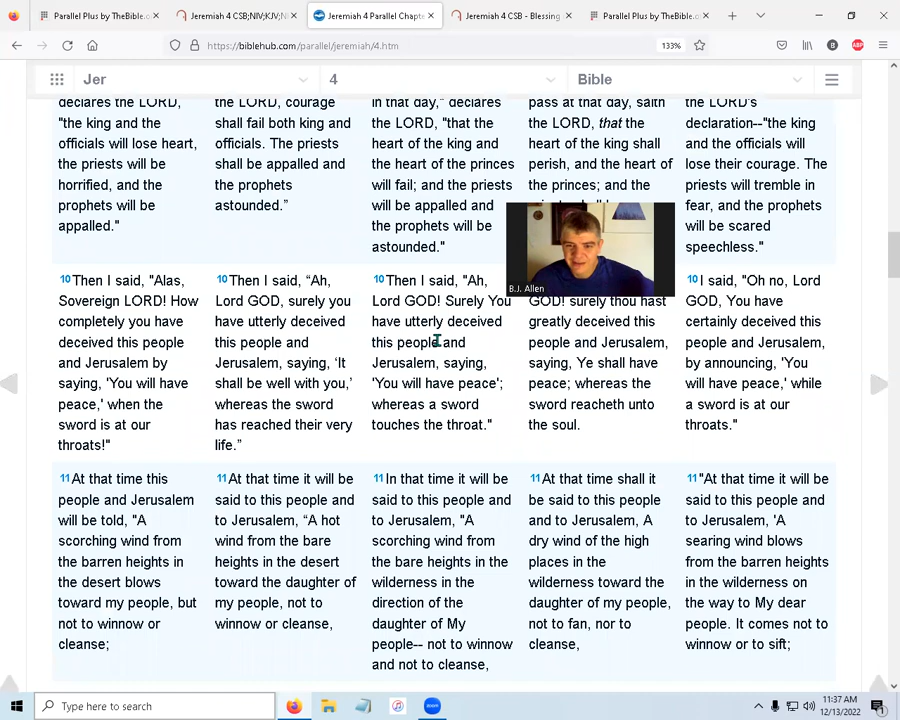 Parallel Plus by TheBible.or
Jeremiah 4 CSB;NIV;KJV;N
Jeremiah 4 Parallel Chapte
Jeremiah 4 CSB - Blessing
Parallel Plus by TheBible.or
https://biblehub.com/parallel/jeremiah/4.htm
133%
B
ABP
Jer
4
Bible
declares the LORD,
"the king and the
officials will lose heart,
the priests will be
horrified, and the
prophets will be
appalled."
the LORD, courage
shall fail both king and
officials. The priests
shall be appalled and
the prophets
astounded.”
in that day," declares
the LORD, "that the
heart of the king and
the heart of the princes
will fail; and the priests
will be appalled and
the prophets will be
astounded."
pass at that day, saith
the LORD, that the
heart of the king shall
perish, and the heart of
the princes; and the
the LORD's
declaration--"the king
and the officials will
lose their courage. The
priests will tremble in
fear, and the prophets
will be scared
speechless."
B.J. Allen
10Then I said, "Alas,
Sovereign LORD! How
completely you have
deceived this people
and Jerusalem by
saying, 'You will have
peace,' when the
sword is at our
throats!"
10Then I said, “Ah,
Lord GOD, surely you
have utterly deceived
this people and
Jerusalem, saying, ‘It
shall be well with you,’
whereas the sword
has reached their very
life.”
10Then I said, "Ah,
Lord GOD! Surely You
have utterly deceived
this people and
Jerusalem, saying,
'You will have peace';
whereas a sword
touches the throat."
GOD! surely thou hast
greatly deceived this
people and Jerusalem,
saying, Ye shall have
peace; whereas the
sword reacheth unto
the soul.
10I said, "Oh no, Lord
GOD, You have
certainly deceived this
people and Jerusalem,
by announcing, 'You
will have peace,' while
a sword is at our
throats."
11At that time this
people and Jerusalem
will be told, "A
scorching wind from
the barren heights in
the desert blows
toward my people, but
not to winnow or
cleanse;
11At that time it will be
said to this people and
to Jerusalem, “A hot
wind from the bare
heights in the desert
toward the daughter of
my people, not to
winnow or cleanse,
11In that time it will be
said to this people and
to Jerusalem, "A
scorching wind from
the bare heights in the
wilderness in the
direction of the
daughter of My
people-- not to winnow
and not to cleanse,
11At that time shall it
be said to this people
and to Jerusalem, A
dry wind of the high
places in the
wilderness toward the
daughter of my people,
not to fan, nor to
cleanse,
11"At that time it will be
said to this people and
to Jerusalem, 'A
searing wind blows
from the barren heights
in the wilderness on
the way to My dear
people. It comes not to
winnow or to sift;
Type here to search
zoom
11:37 AM
12/13/2022
1